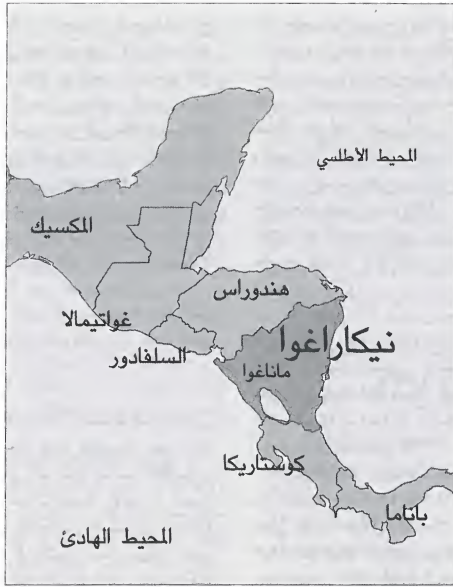 المحيط الأطلسي
المكسيك
هندوراس
غواتيمالا
نيكاراغوا
السلفادور
ماناغوا
كوستاريكا
باناما
المحيط الهادئ